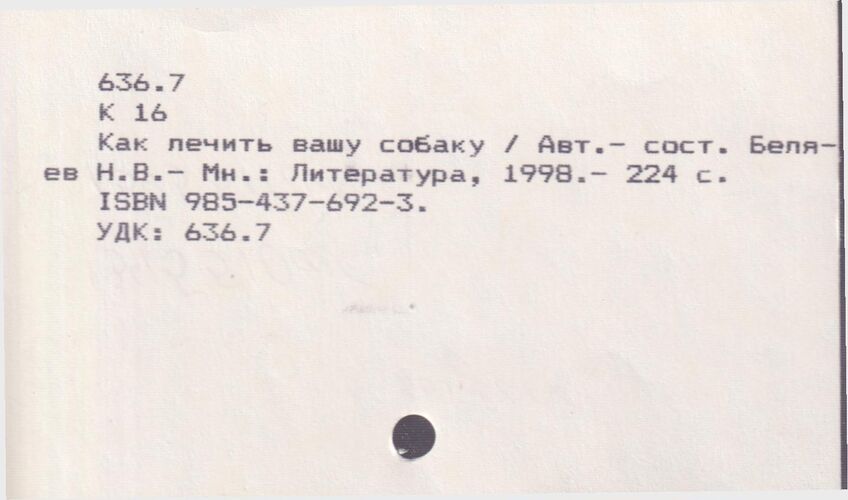 636.7
К 16
Как лечить вашу собаку / Авт.- сост. Беля-
ев Н.В.- Мн.: Литература, 1998.- 224 с.
ISBN 985-437-692-3.
УДК: 636.7